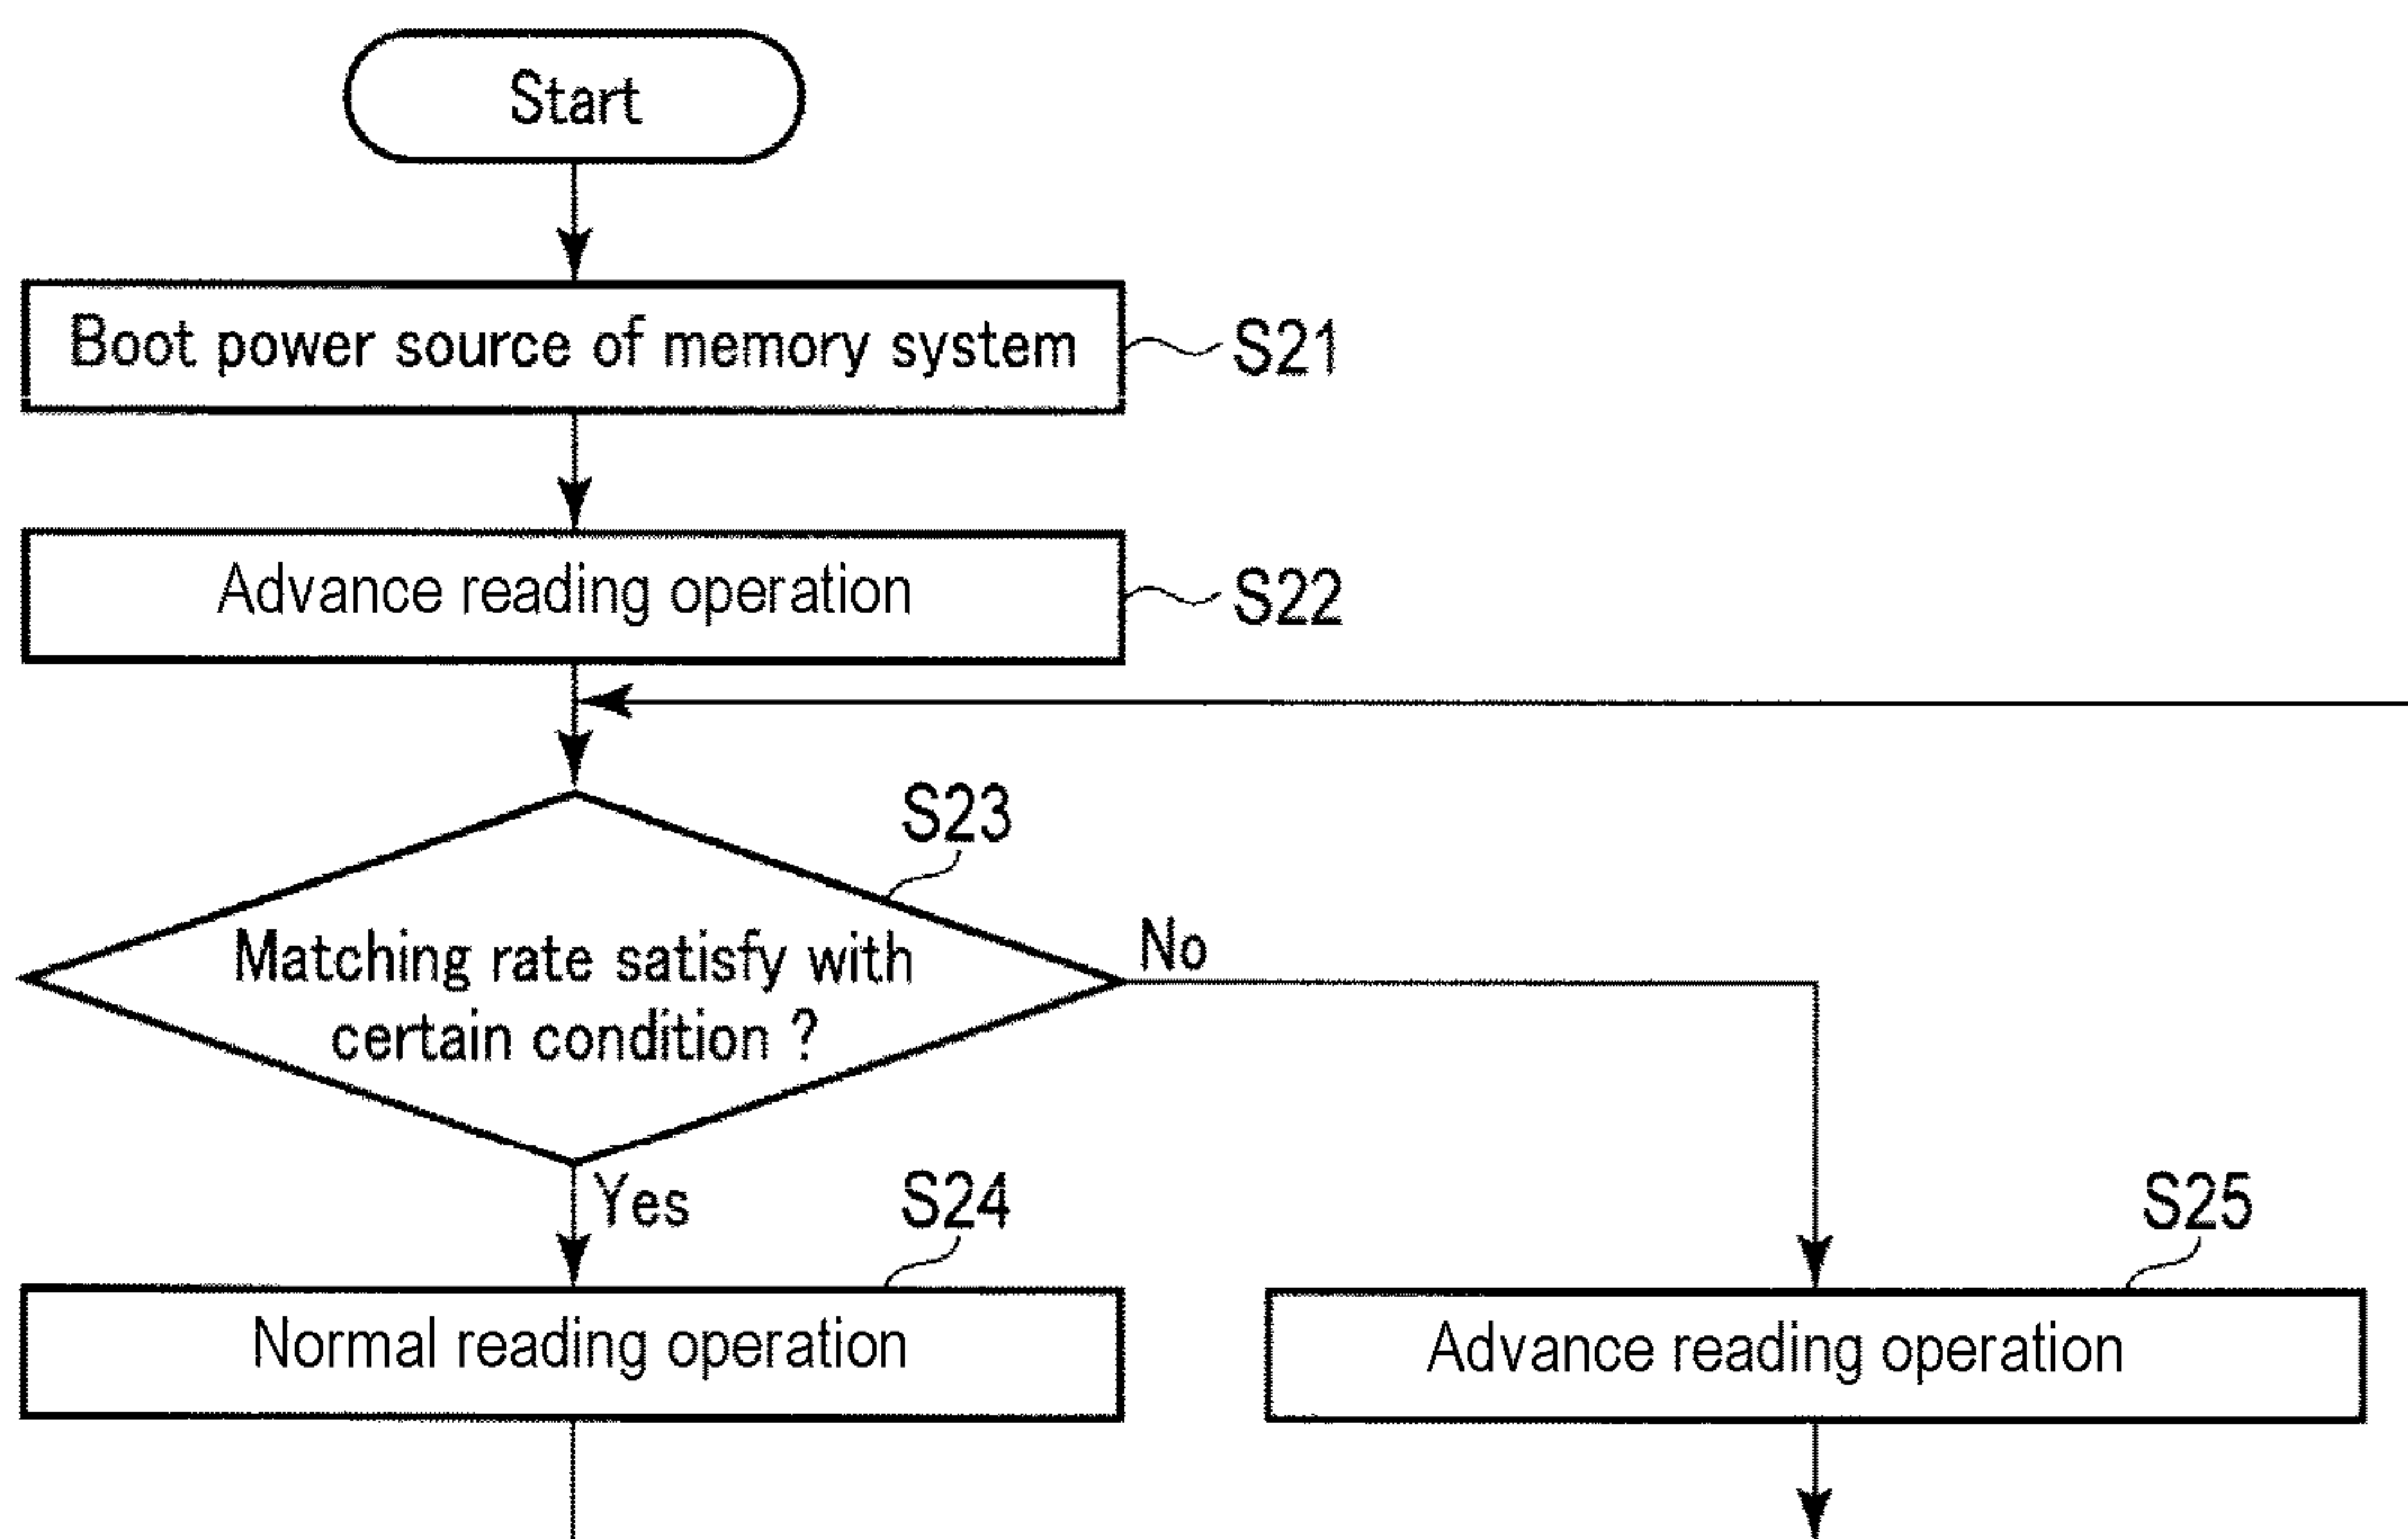 Start
Boot power source of memory system
S21
Advance reading operation
S22
S23
Matching rate satisfy with
certain condition ?
No
Yes
S24
S25
Normal reading operation
Advance reading operation